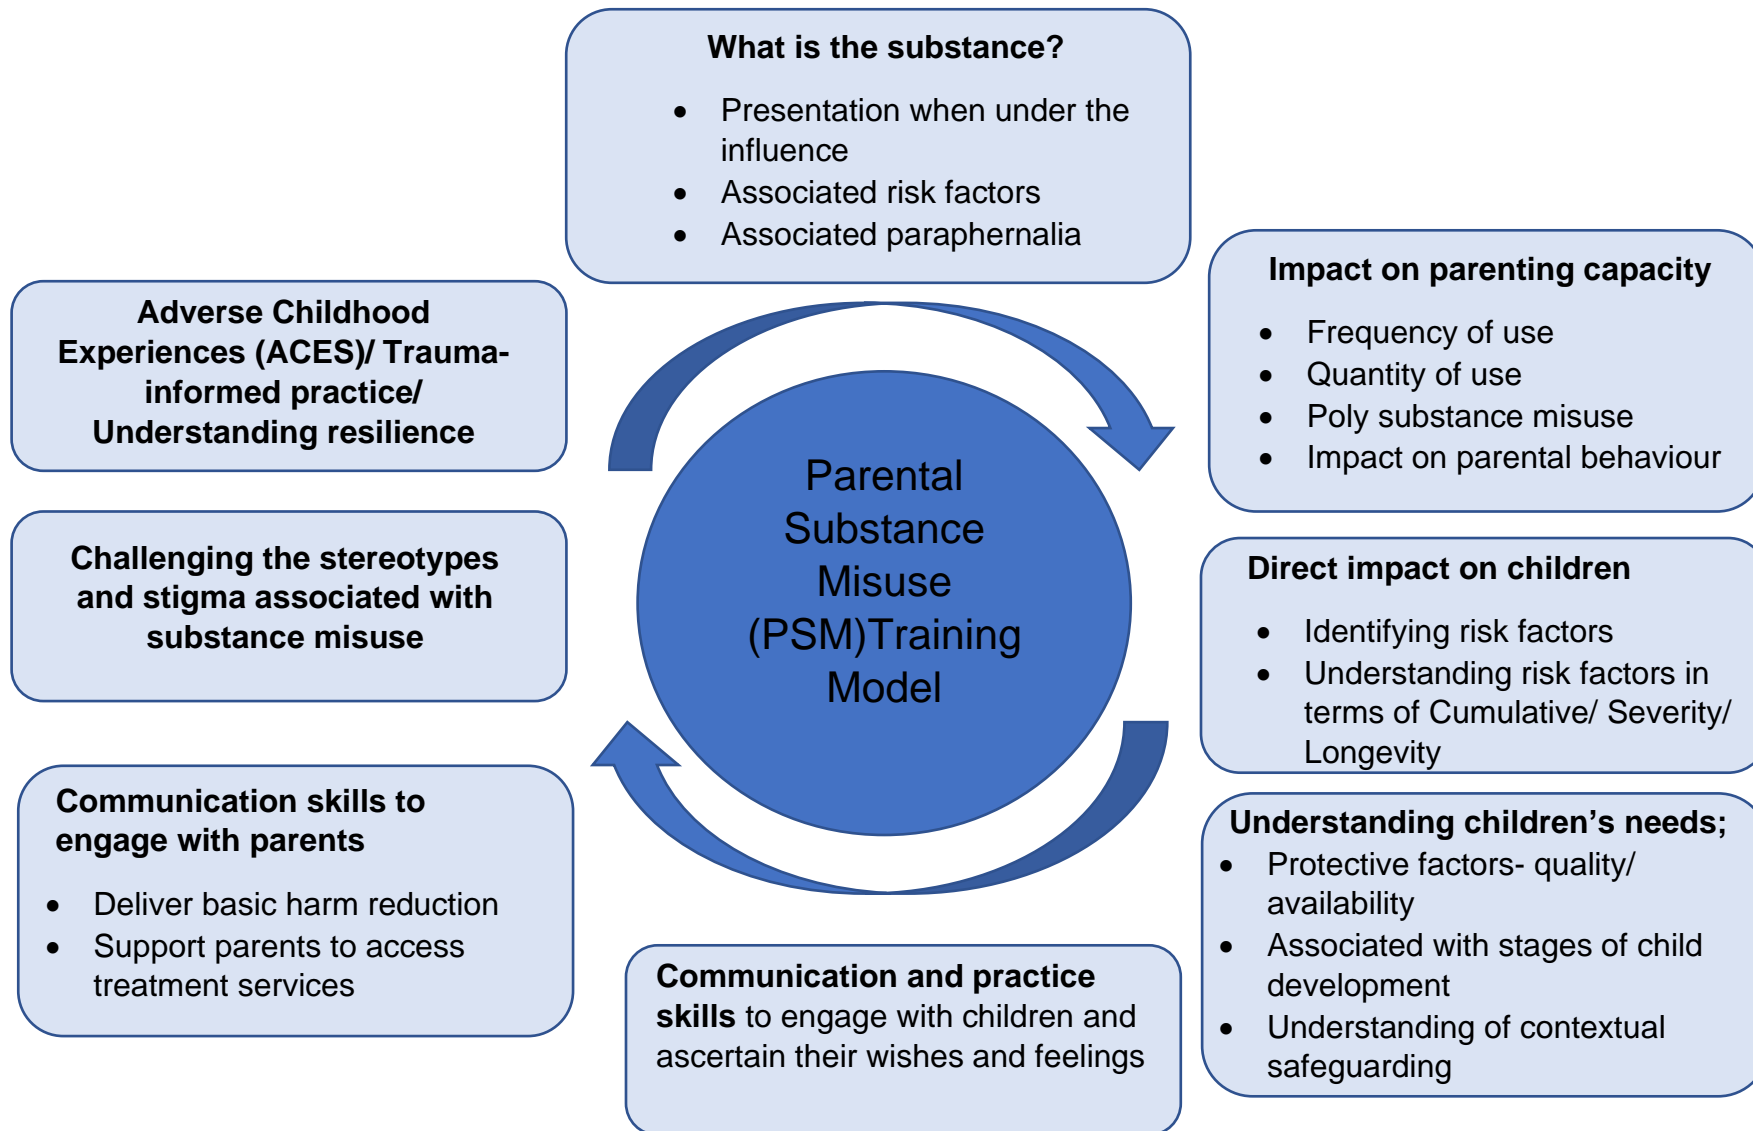 What is the substance?
• Presentation when under the
influence
• Associated risk factors
• Associated paraphernalia
Impact on parenting capacity
• Frequency of use
• Quantity of use
• Poly substance misuse
• Impact on parental behaviour
Direct impact on children
• Identifying risk factors
• Understanding risk factors in
terms of Cumulative/ Severity/
Longevity
Understanding children’s needs;
• Protective factors- quality/
availability
• Associated with stages of child
development
• Understanding of contextual
safeguarding
Communication and practice
skills to engage with children and
ascertain their wishes and feelings
Communication skills to
engage with parents
• Deliver basic harm reduction
• Support parents to access
treatment services
Challenging the stereotypes
and stigma associated with
substance misuse
Adverse Childhood
Experiences (ACES)/ Trauma-
informed practice/
Understanding resilience
Parental
Substance
Misuse
(PSM)Training
Model